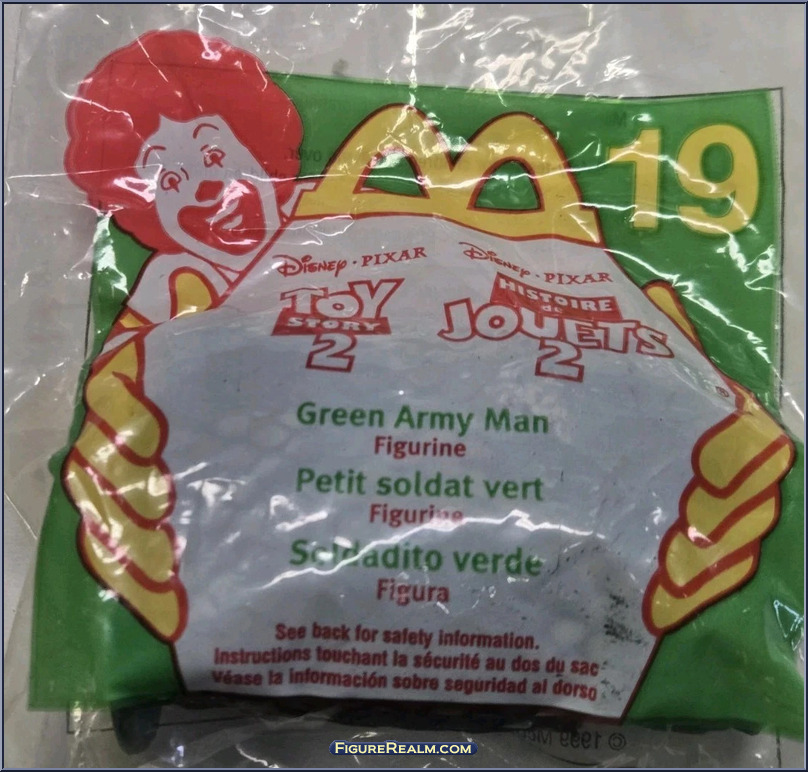 19
Disney · PIXAR
TOY
STORY
2
Disney · PIXAR
HISTOIRE
de
JOUETS
2
Green Army Man
Figurine
Petit soldat vert
Figurine
Soldadito verde
Figura
See back for safety information.
Instructions touchant la sécurité au dos du sac
Véase la información sobre seguridad al dorso
© 1999 Mc
FigureRealm.com